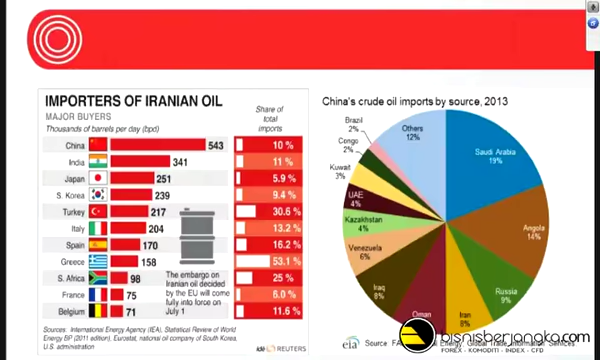 IMPORTERS OF IRANIAN OIL
MAJOR BUYERS
Thousands of barrels per day (bpd)
Share of
total
imports
China 543 10 %
India 341 11 %
Japan 251 5.9 %
S. Korea 239 9.4 %
Turkey 217 30.6 %
Italy 204 13.2 %
Spain 170 16.2 %
Greece 158 53.1 %
S. Africa 98 25 %
France 75 6.0 %
Belgium 71 11.6 %
The embargo on
Iranian oil decided
by the EU will come
fully into force on
July 1
Sources: International Energy Agency (IEA), Statistical Review of World
Energy BP (2011 edition), Eurostat, national oil company of South Korea,
U.S. administration
REUTERS
China's crude oil imports by source, 2013
Saudi Arabia
19%
Angola
14%
Russia
9%
Iran
8%
Oman
Iraq
8%
Venezuela
6%
Kazakhstan
4%
UAE
4%
Kuwait
3%
Congo
2%
Brazil
2%
Others
12%
eia Source
Energy, Global Trade Information Services
bisnisberjangka.com
FOREX - KOMODITI - INDEX - CFD